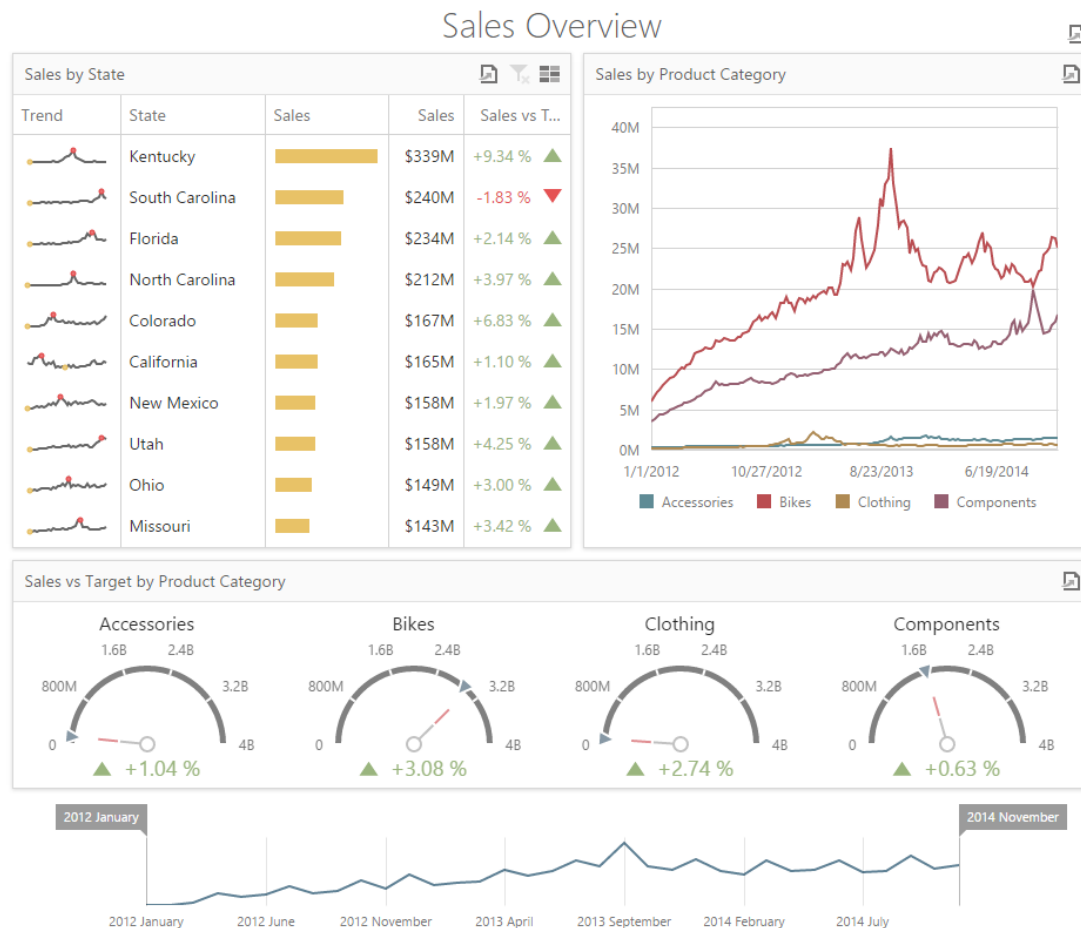 Sales Overview
Sales by State
Trend State Sales Sales Sales vs T...
Kentucky $339M +9.34 %
South Carolina $240M -1.83 %
Florida $234M +2.14 %
North Carolina $212M +3.97 %
Colorado $167M +6.83 %
California $165M +1.10 %
New Mexico $158M +1.97 %
Utah $158M +4.25 %
Ohio $149M +3.00 %
Missouri $143M +3.42 %
Sales by Product Category
40M
35M
30M
25M
20M
15M
10M
5M
0M
1/1/2012 10/27/2012 8/23/2013 6/19/2014
Accessories Bikes Clothing Components
Sales vs Target by Product Category
Accessories
1.6B 2.4B
800M 3.2B
0 4B
+1.04 %
Bikes
1.6B 2.4B
800M 3.2B
0 4B
+3.08 %
Clothing
1.6B 2.4B
800M 3.2B
0 4B
+2.74 %
Components
1.6B 2.4B
800M 3.2B
0 4B
+0.63 %
2012 January 2014 November
2012 January 2012 June 2012 November 2013 April 2013 September 2014 February 2014 July